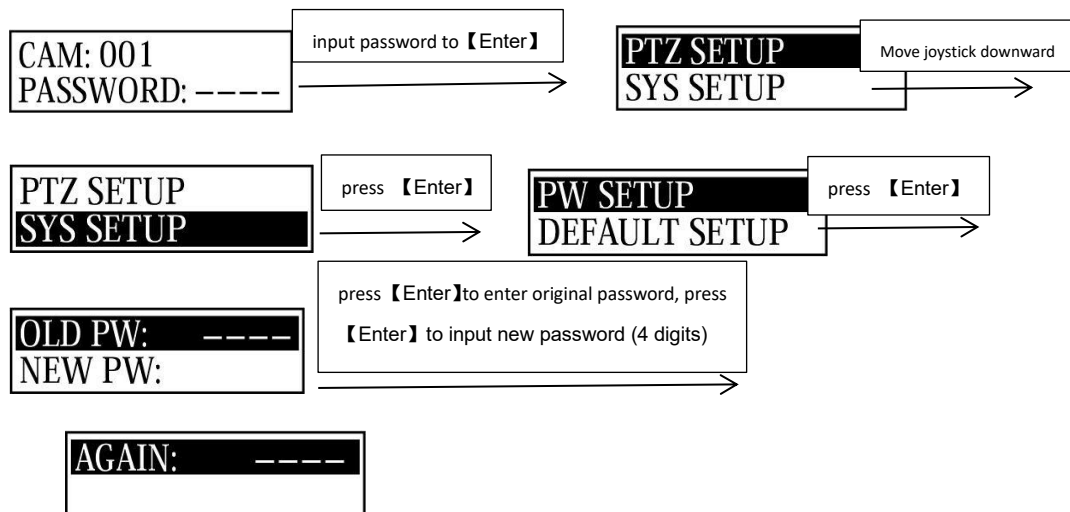 CAM: 001
PASSWORD: ----
input password to【Enter】
PTZ SETUP
SYS SETUP
Move joystick downward
PTZ SETUP
SYS SETUP
press 【Enter】
PW SETUP
DEFAULT SETUP
press 【Enter】
OLD PW: ----
NEW PW:
press【Enter】to enter original password, press
【Enter】to input new password (4 digits)
AGAIN: ----